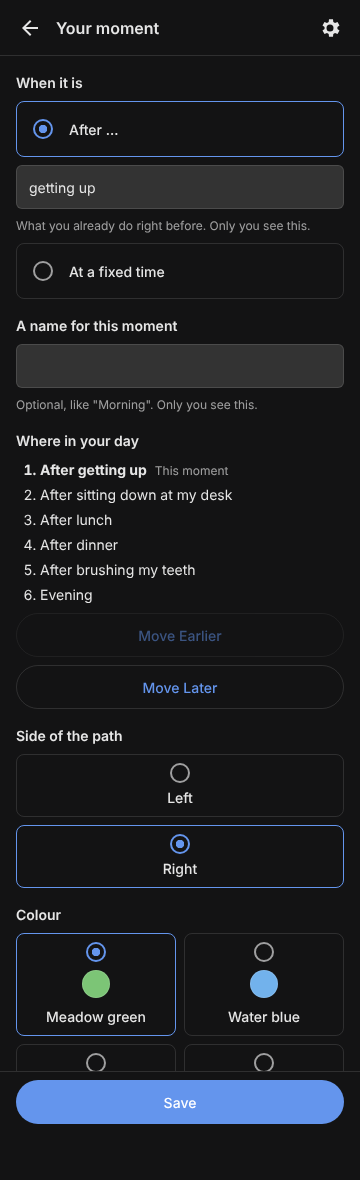 Your moment
When it is
After ...
getting up
What you already do right before. Only you see this.
At a fixed time
A name for this moment
Optional, like "Morning". Only you see this.
Where in your day
1. After getting up This moment
2. After sitting down at my desk
3. After lunch
4. After dinner
5. After brushing my teeth
6. Evening
Move Earlier
Move Later
Side of the path
Left
Right
Colour
Meadow green
Water blue
Save